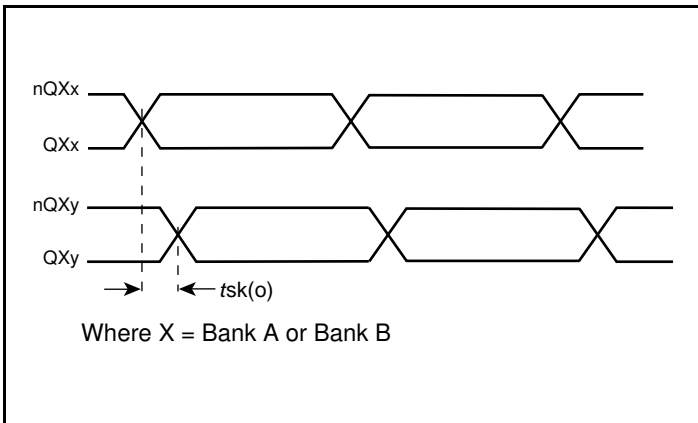 nQXx
QXx
nQXy
QXy
tsk(o)
Where X = Bank A or Bank B